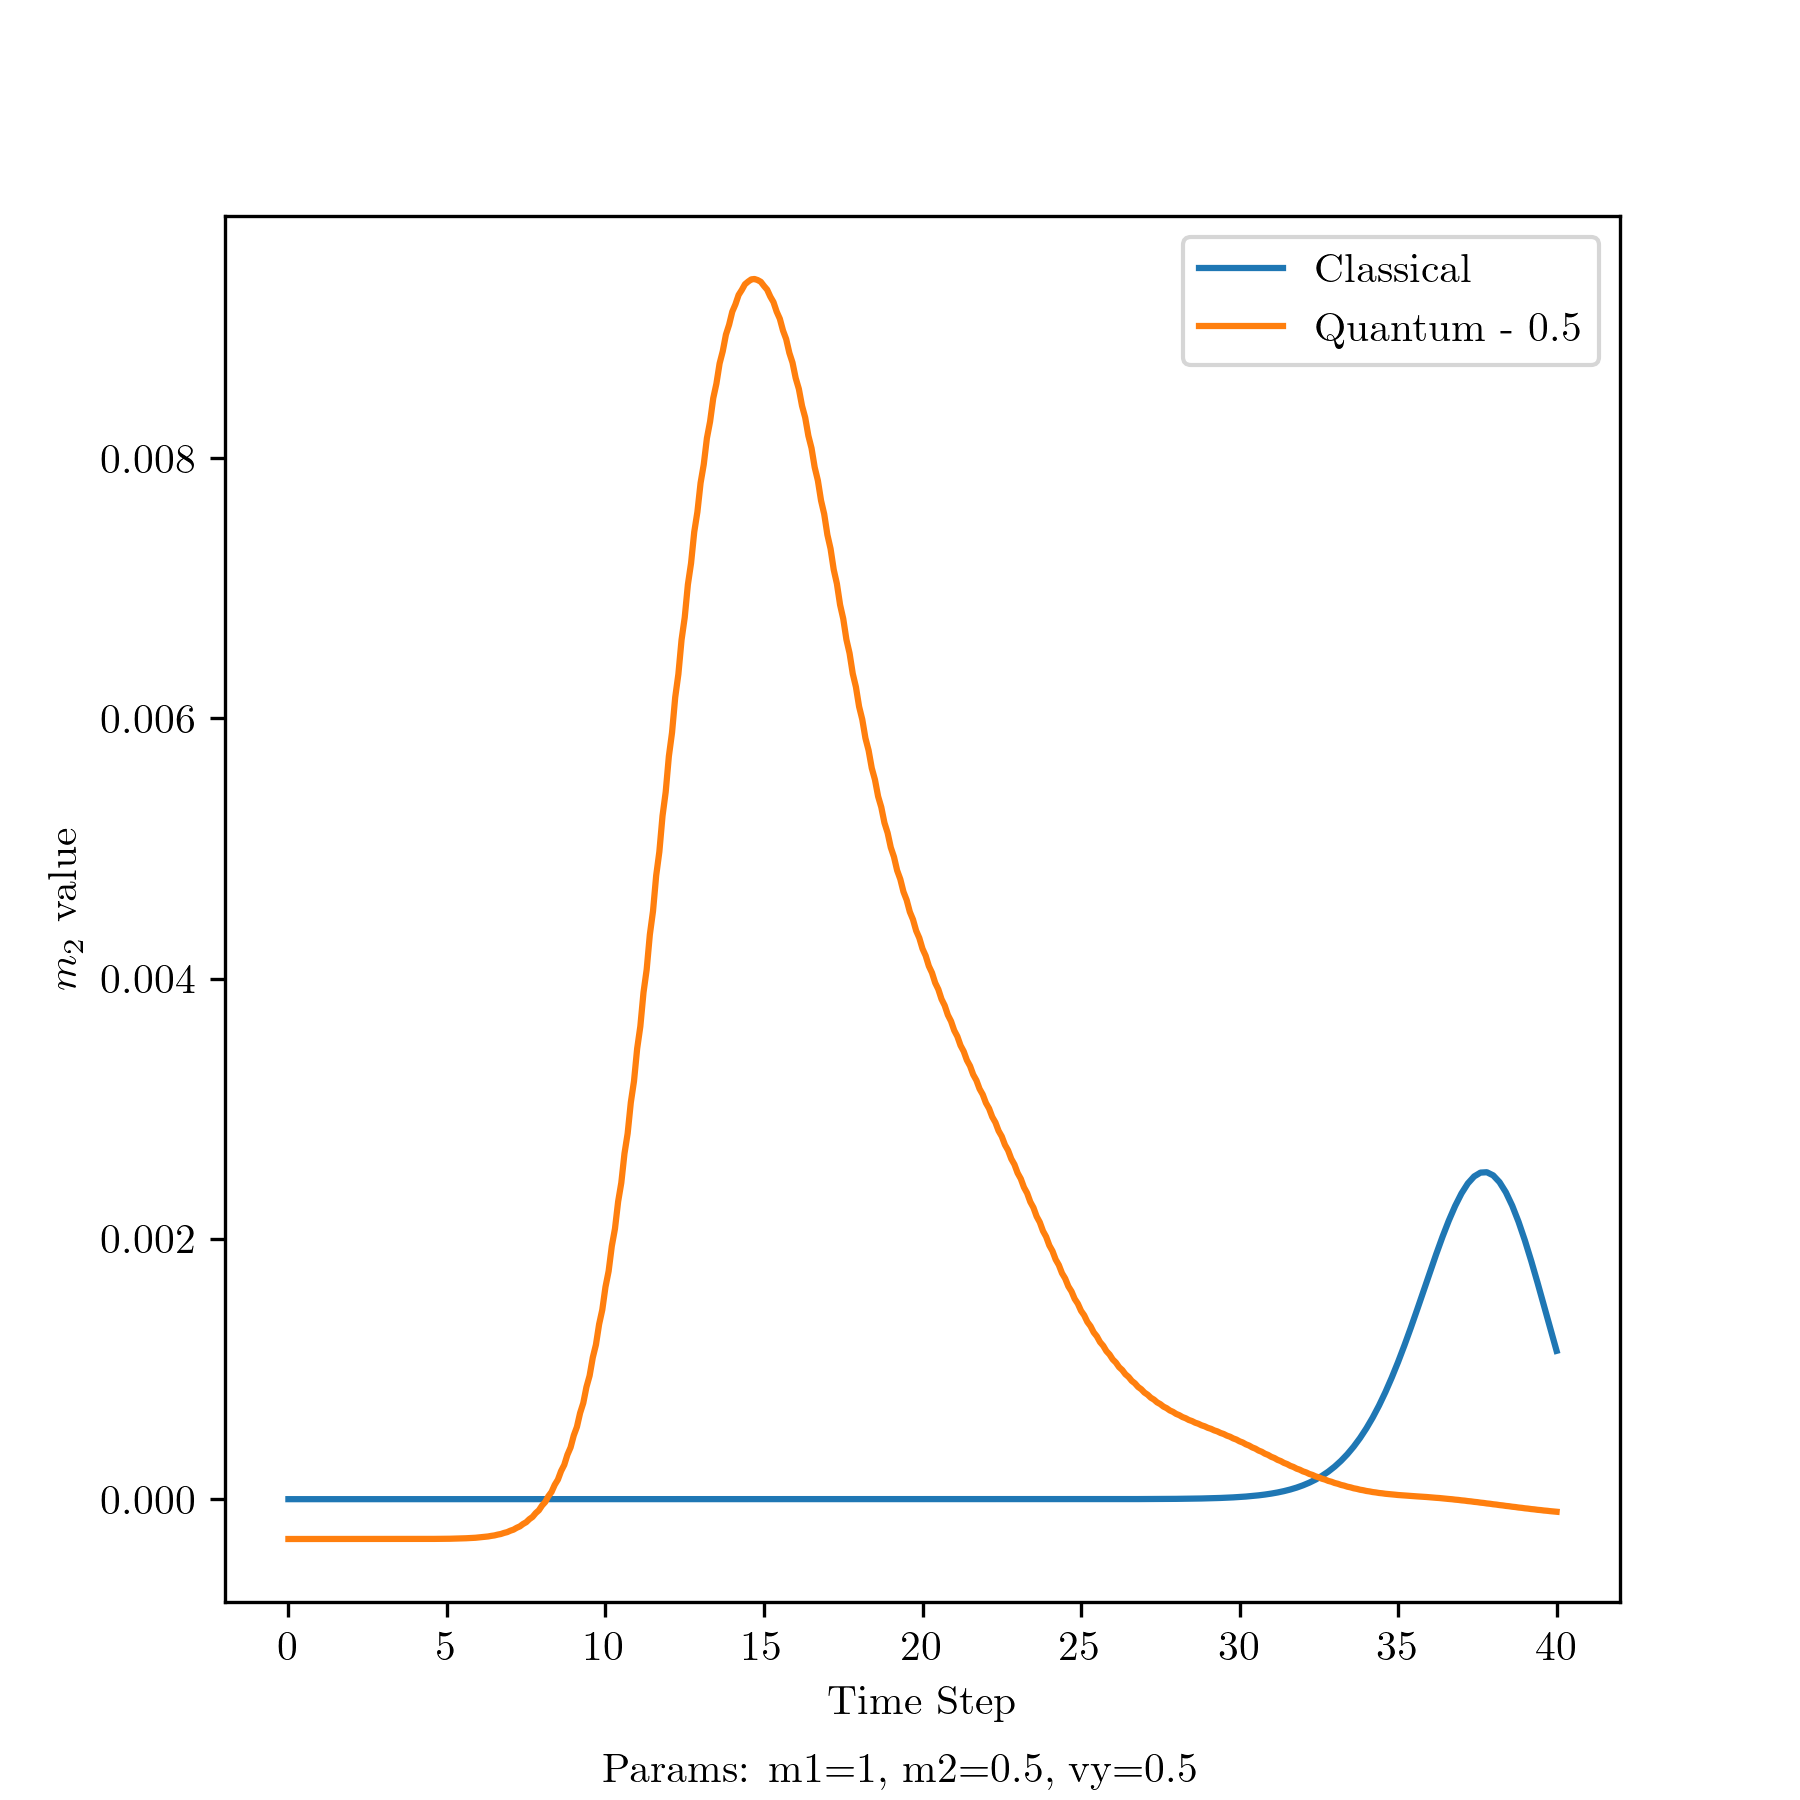 Classical
Quantum - 0.5
0.008
0.006
0.004
0.002
0.000
m₂ value
0 5 10 15 20 25 30 35 40
Time Step
Params: m1=1, m2=0.5, vy=0.5